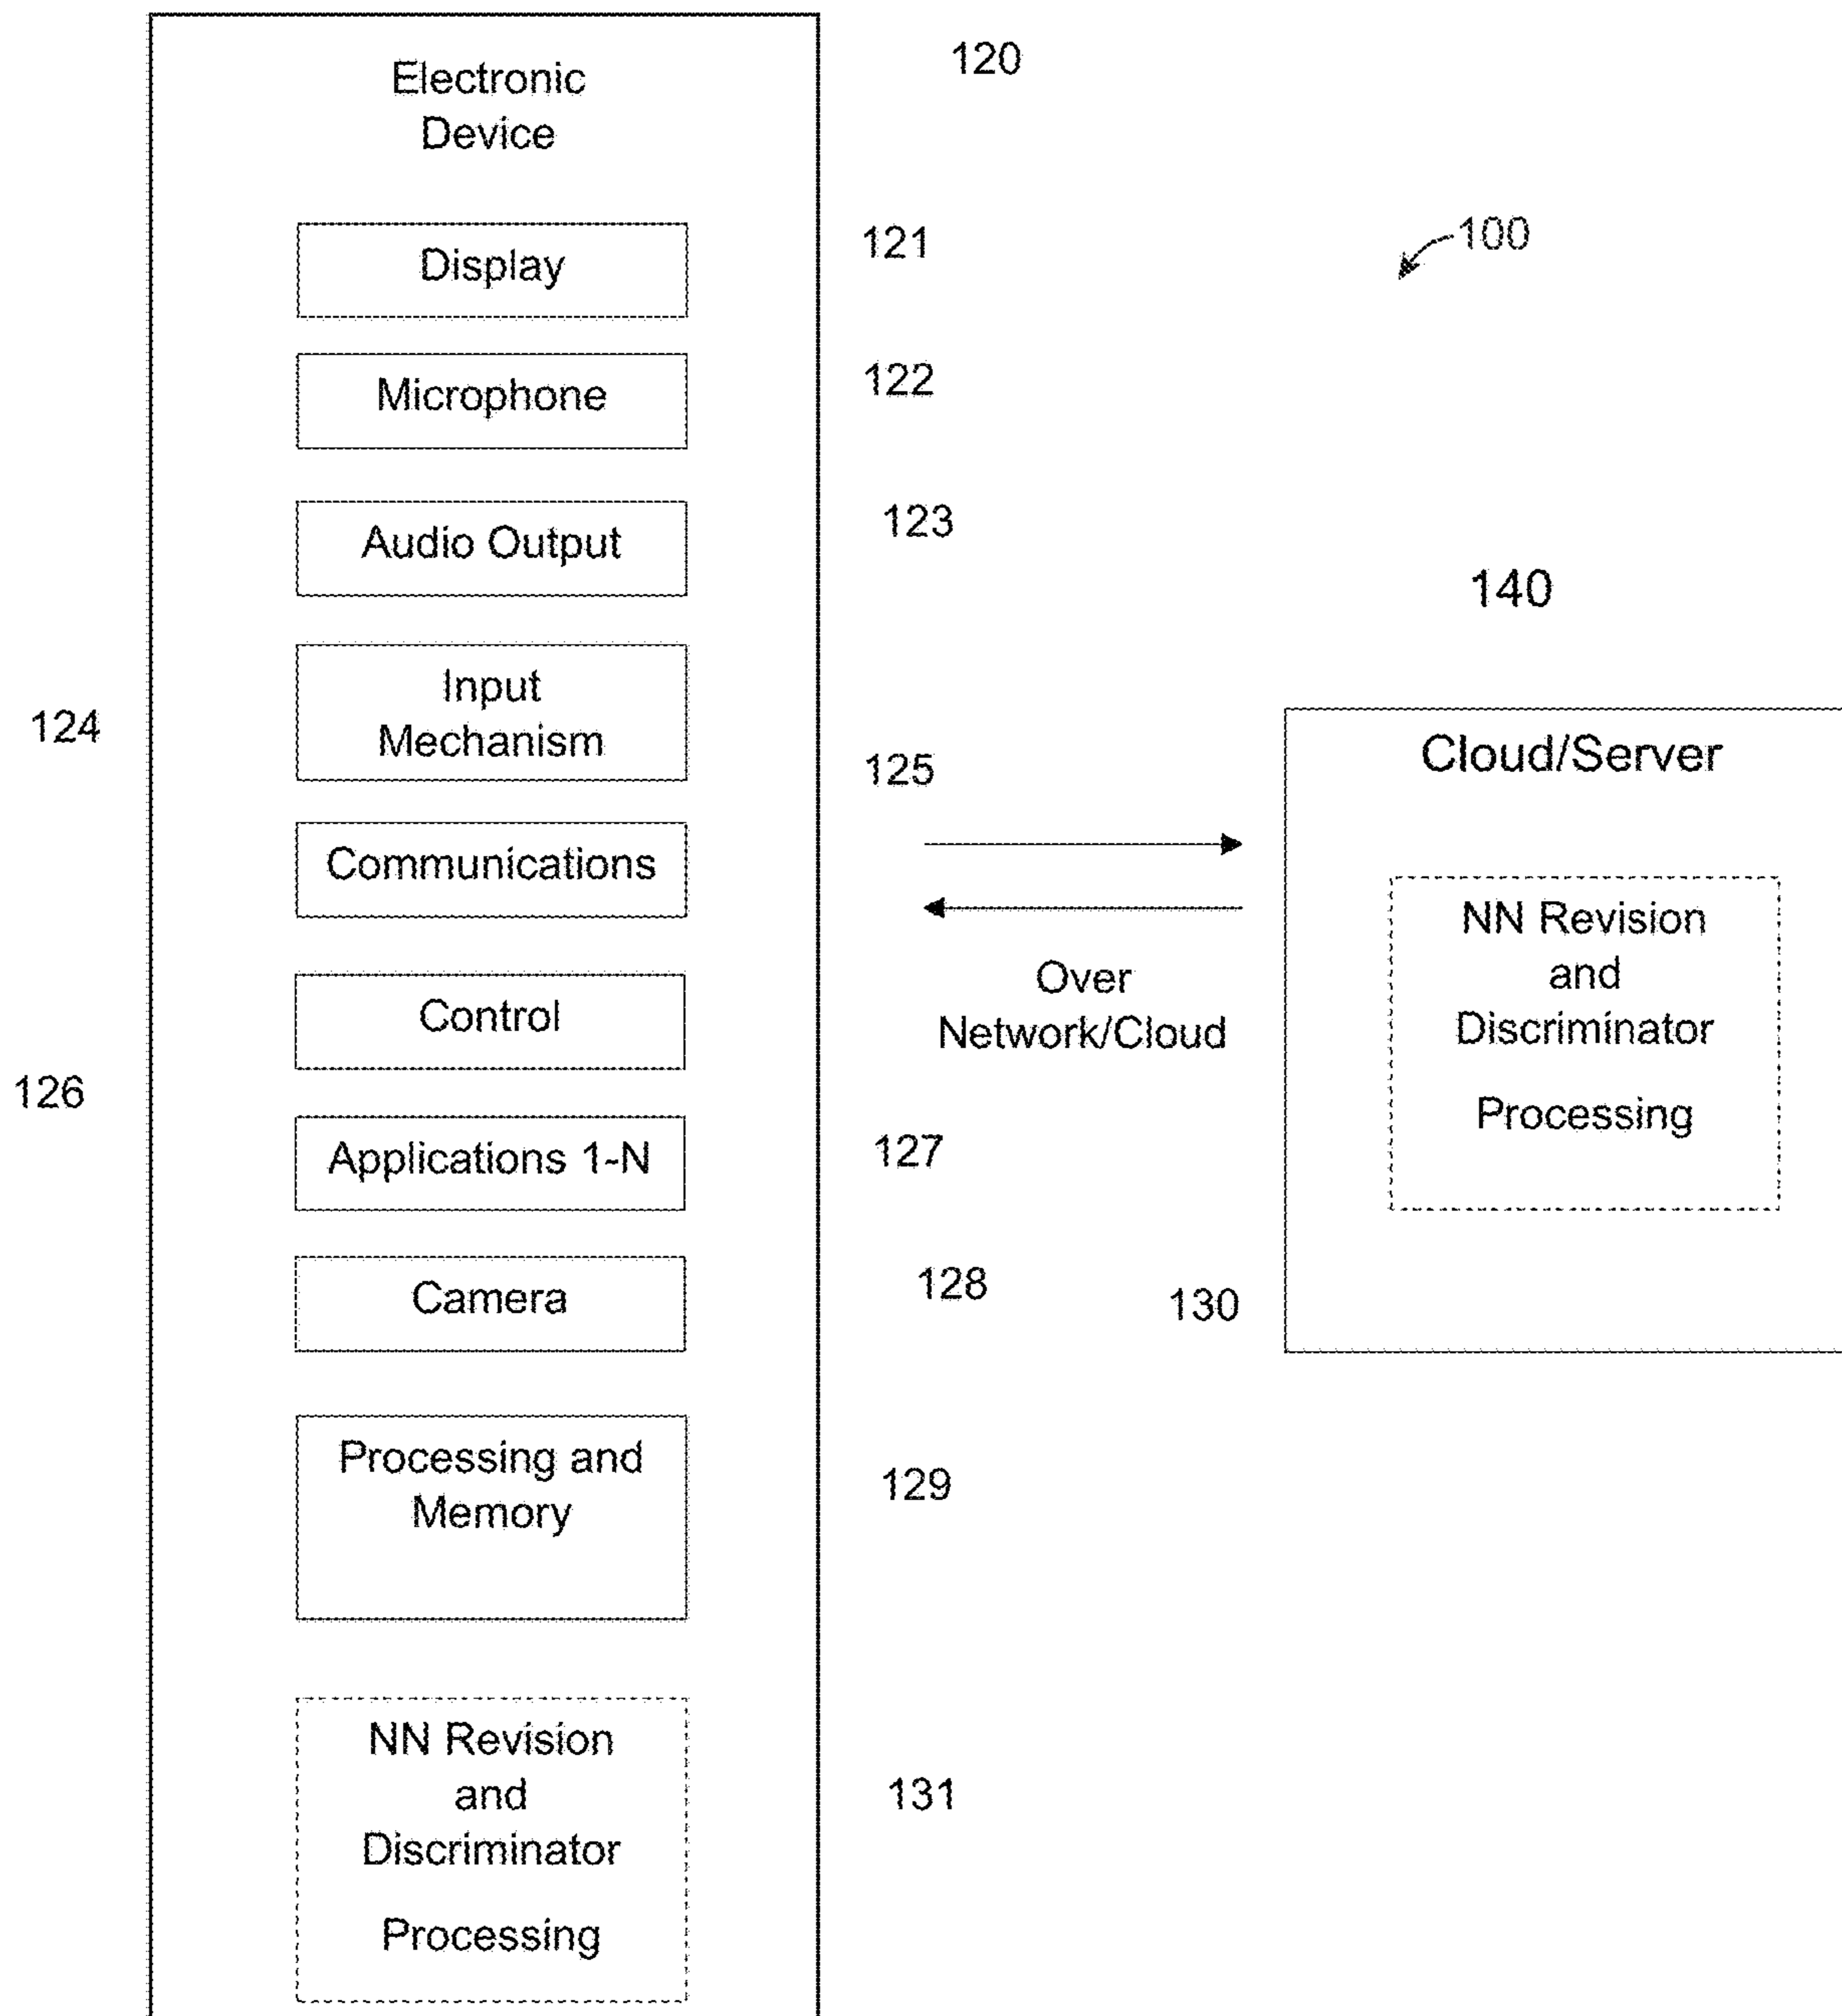 Electronic
Device
120
Display
121
100
Microphone
122
Audio Output
123
140
124
Input
Mechanism
125
Cloud/Server
Communications
Over
Network/Cloud
NN Revision
and
Discriminator
Processing
Control
126
Applications 1-N
127
Camera
128
130
Processing and
Memory
129
NN Revision
and
Discriminator
Processing
131